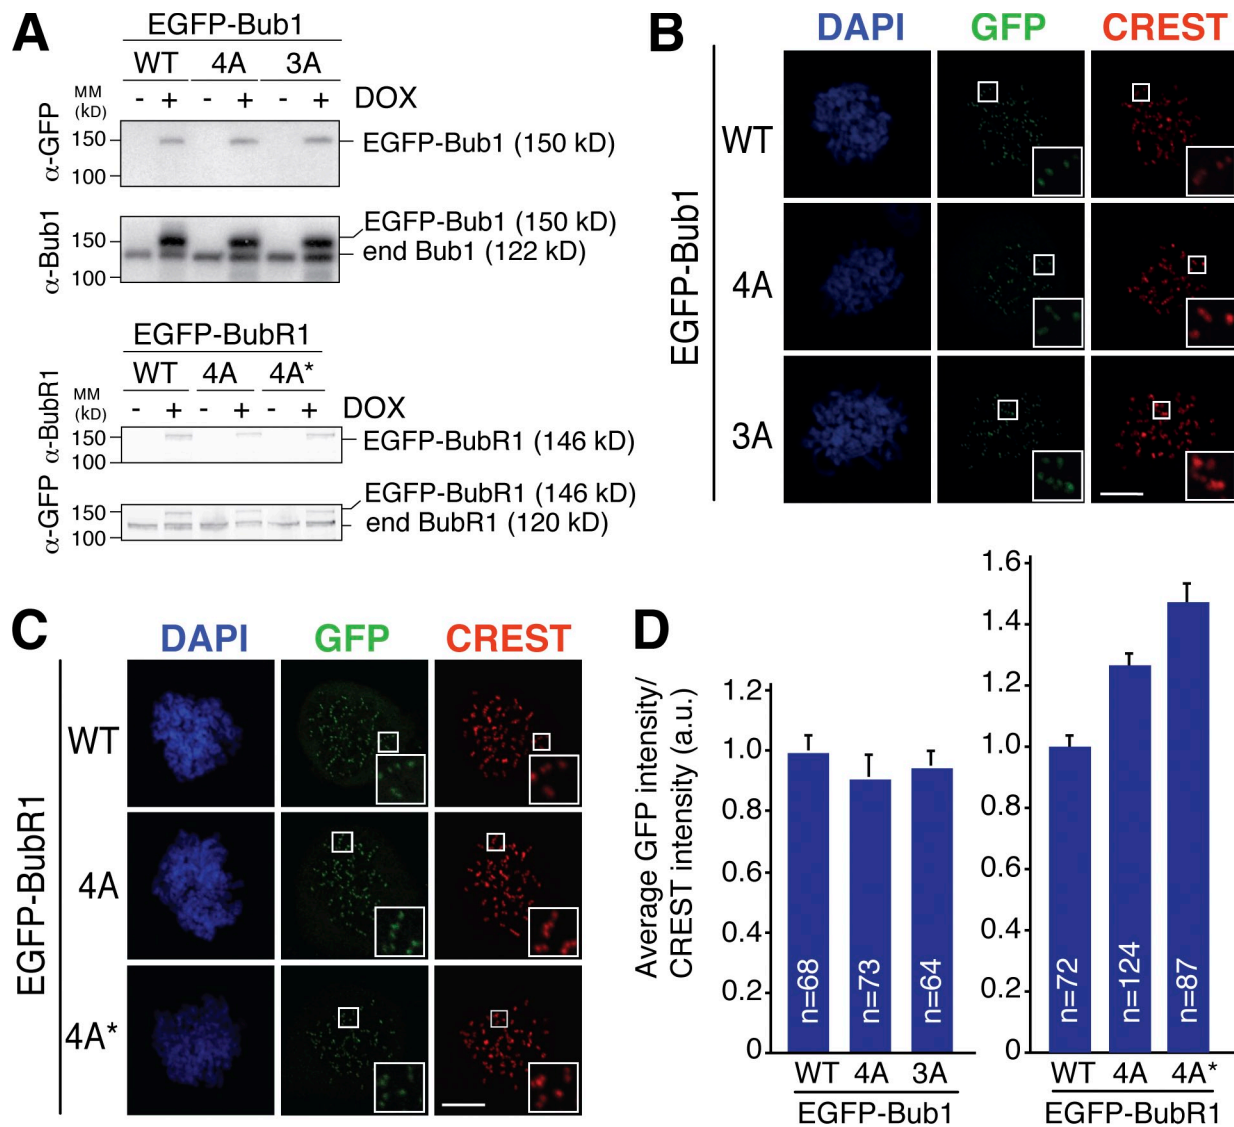 A
EGFP-Bub1
WT 4A 3A
MM (kD) - + - + - + DOX
α-GFP
150 EGFP-Bub1 (150 kD)
100
α-Bub1
EGFP-Bub1 (150 kD)
150 end Bub1 (122 kD)
100
EGFP-BubR1
WT 4A 4A*
MM (kD) - + - + - + DOX
α-BubR1
150 EGFP-BubR1 (146 kD)
100
α-GFP
EGFP-BubR1 (146 kD)
150 end BubR1 (120 kD)
100
B
DAPI GFP CREST
EGFP-Bub1
WT
4A
3A
C
DAPI GFP CREST
EGFP-BubR1
WT
4A
4A*
D
Average GFP intensity/
CREST intensity (a.u.)
1.2
1.0
0.8
0.6
0.4
0.2
0
n=68 n=73 n=64
WT 4A 3A
EGFP-Bub1
1.6
1.4
1.2
1.0
0.8
0.6
0.4
0.2
0
n=72 n=124 n=87
WT 4A 4A*
EGFP-BubR1